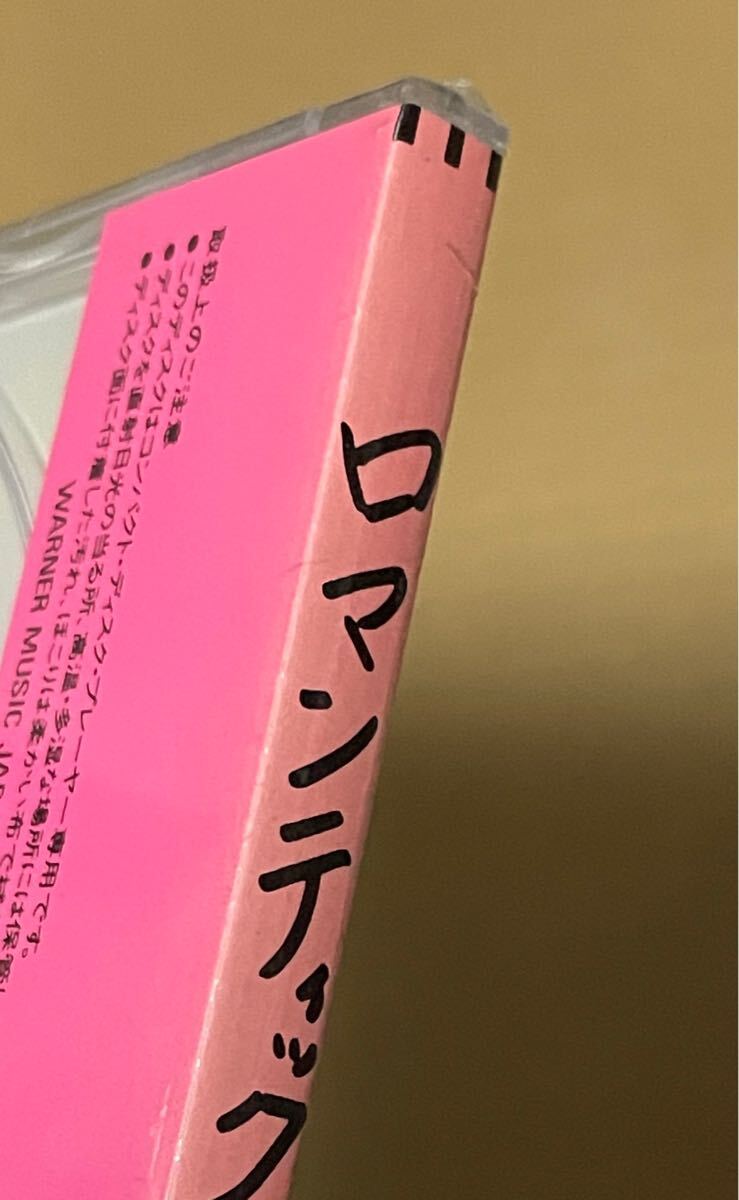 ロマンティック
取扱上のご注意
●このディスクはコンパクト・ディスク・プレーヤー専用です。
●ディスクを直射日光の当る所、高温・多湿な場所には保管
●ディスク面に付着した汚れ、ほこりは柔かい布で
WARNER MUSIC JAP